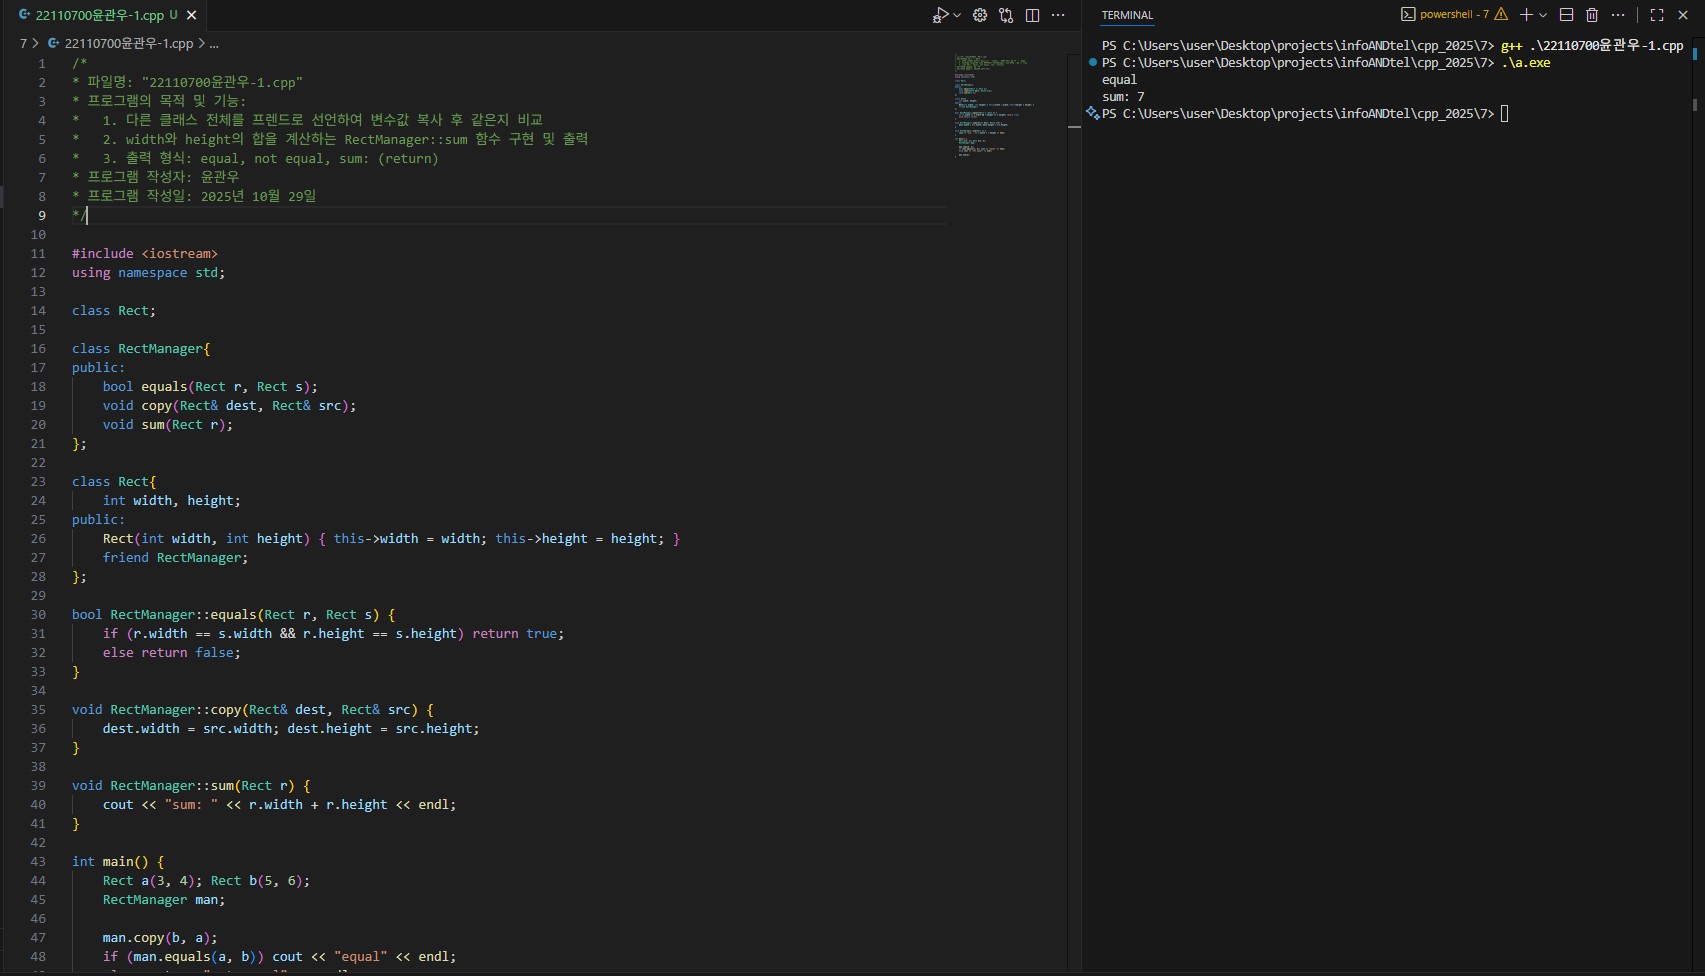 22110700윤관우-1.cpp U
7 > 22110700윤관우-1.cpp > ...
1 /*
2 * 파일명: "22110700윤관우-1.cpp"
3 * 프로그램의 목적 및 기능:
4 *   1. 다른 클래스 전체를 프렌드로 선언하여 변수값 복사 후 같은지 비교
5 *   2. width와 height의 합을 계산하는 RectManager::sum 함수 구현 및 출력
6 *   3. 출력 형식: equal, not equal, sum: (return)
7 * 프로그램 작성자: 윤관우
8 * 프로그램 작성일: 2025년 10월 29일
9 */
10
11 #include <iostream>
12 using namespace std;
13
14 class Rect;
15
16 class RectManager{
17 public:
18     bool equals(Rect r, Rect s);
19     void copy(Rect& dest, Rect& src);
20     void sum(Rect r);
21 };
22
23 class Rect{
24     int width, height;
25 public:
26     Rect(int width, int height) { this->width = width; this->height = height; }
27     friend RectManager;
28 };
29
30 bool RectManager::equals(Rect r, Rect s) {
31     if (r.width == s.width && r.height == s.height) return true;
32     else return false;
33 }
34
35 void RectManager::copy(Rect& dest, Rect& src) {
36     dest.width = src.width; dest.height = src.height;
37 }
38
39 void RectManager::sum(Rect r) {
40     cout << "sum: " << r.width + r.height << endl;
41 }
42
43 int main() {
44     Rect a(3, 4); Rect b(5, 6);
45     RectManager man;
46
47     man.copy(b, a);
48     if (man.equals(a, b)) cout << "equal" << endl;
TERMINAL
powershell - 7
PS C:\Users\user\Desktop\projects\infoANDtel\cpp_2025\7> g++ .\22110700윤관우-1.cpp
PS C:\Users\user\Desktop\projects\infoANDtel\cpp_2025\7> .\a.exe
equal
sum: 7
PS C:\Users\user\Desktop\projects\infoANDtel\cpp_2025\7>